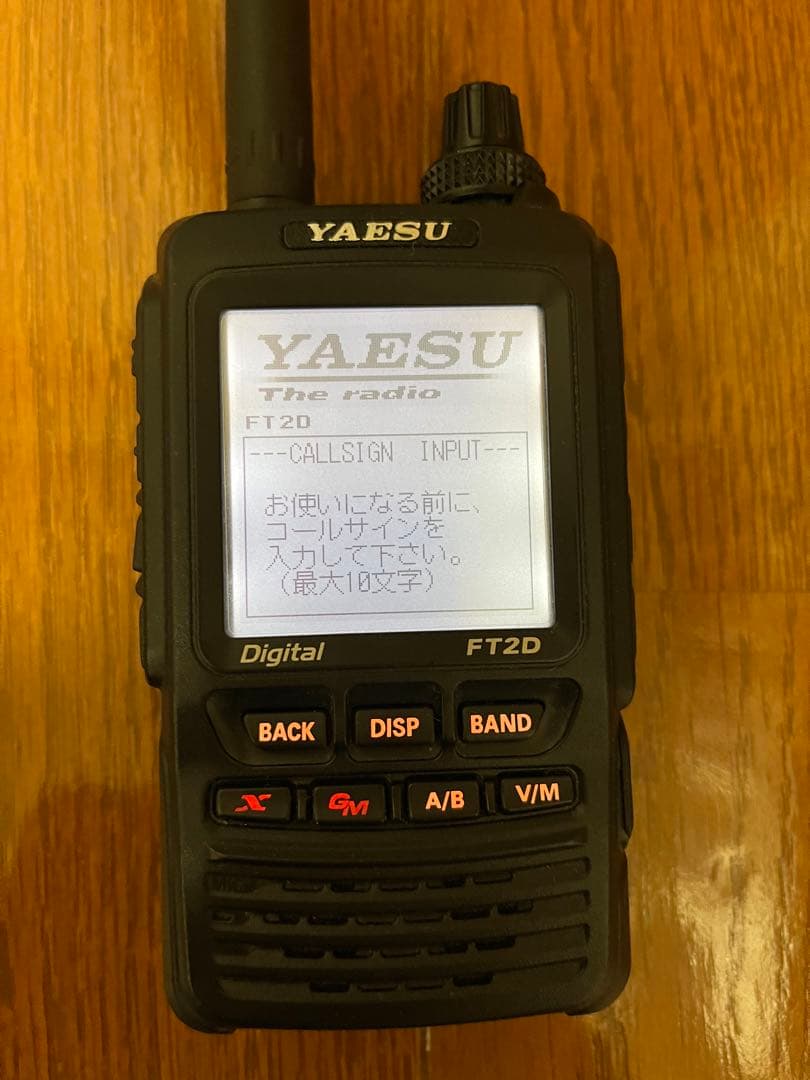 YAESU
YAESU
The radio
FT2D
---CALLSIGN INPUT---
お使いになる前に、
コールサインを
入力して下さい。
(最大10文字)
Digital FT2D
BACK DISP BAND
X GM A/B V/M